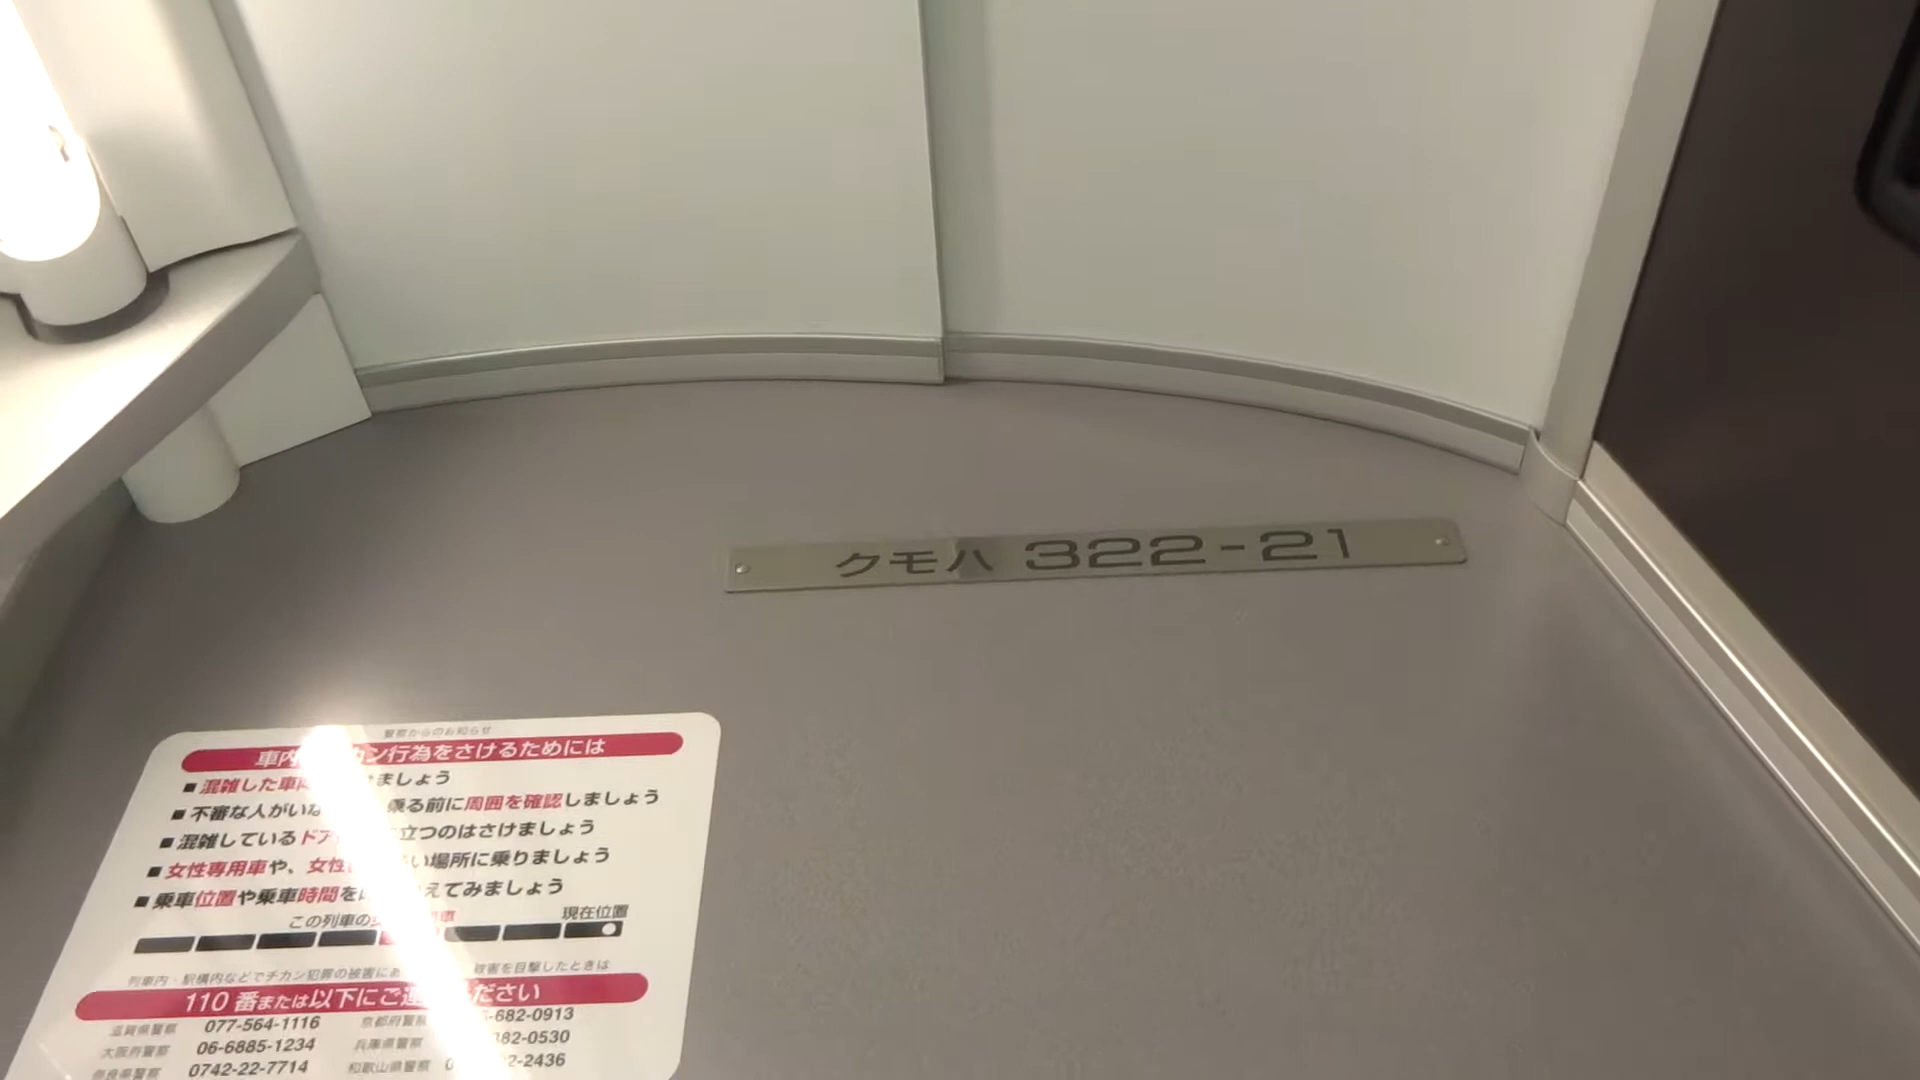 クモハ 322-21
警察からのお知らせ
車内 カン行為をさけるためには
■混雑した車 けましょう
■不審な人がいな 乗る前に周囲を確認しましょう
■混雑しているドア 立つのはさけましょう
■女性専用車や、女性 い場所に乗りましょう
■乗車位置や乗車時間を えてみましょう
この列車の 車
現在位置
列車内・駅構内などでチカン犯罪の被害にあ 被害を目撃したときは
110番または以下にご連 ださい
滋賀県警察 077-564-1116 京都府警察 -682-0913
大阪府警察 06-6885-1234 兵庫県警察 382-0530
奈良県警察 0742-22-7714 和歌山県警察 2-2436